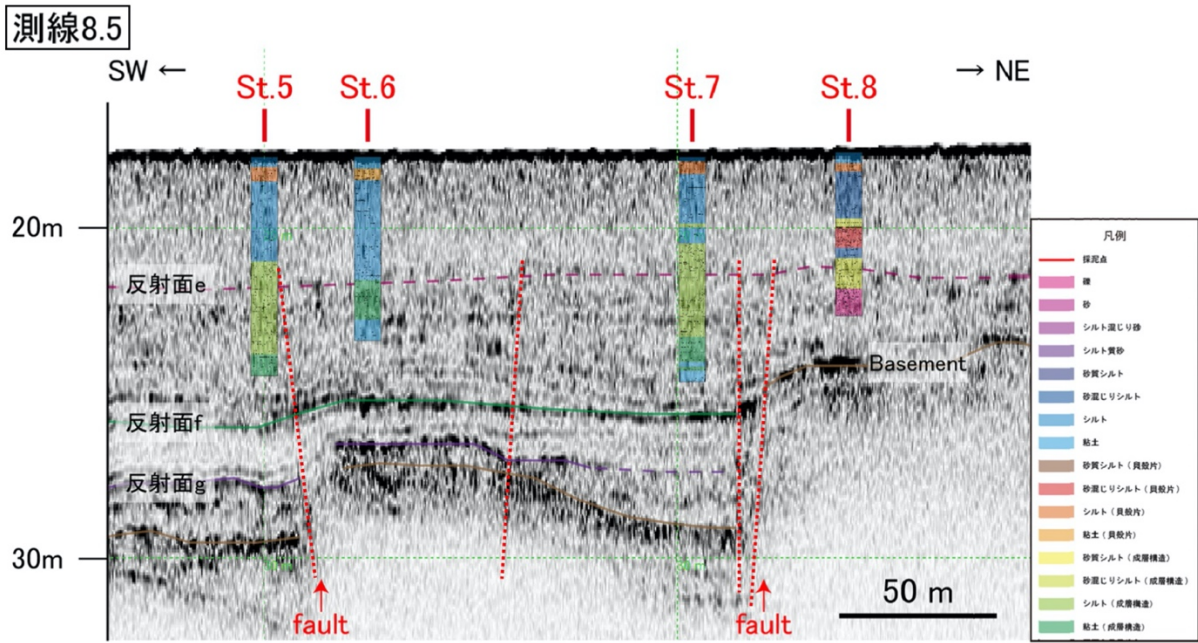 測線8.5
SW ←
→ NE
St.5
St.6
St.7
St.8
20m
反射面e
Basement
反射面f
反射面g
30m
50 m
fault
fault
凡例
採泥点
礫
砂
シルト混じり砂
シルト質砂
砂質シルト
砂混じりシルト
シルト
粘土
砂質シルト(貝殻片)
砂混じりシルト(貝殻片)
シルト(貝殻片)
粘土(貝殻片)
砂質シルト(成層構造)
砂混じりシルト(成層構造)
シルト(成層構造)
粘土(成層構造)